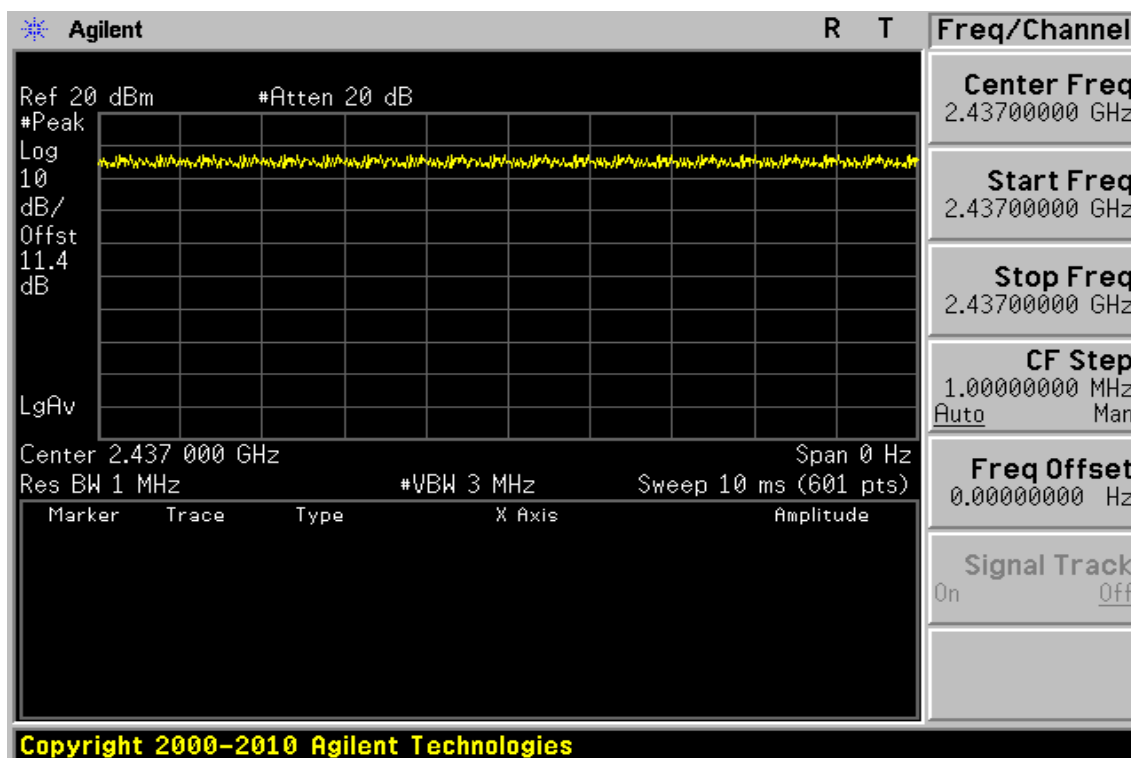 Agilent R T
Ref 20 dBm #Atten 20 dB
#Peak
Log
10
dB/
Offst
11.4
dB
LgAv
Center 2.437 000 GHz Span 0 Hz
Res BW 1 MHz #VBW 3 MHz Sweep 10 ms (601 pts)
Marker Trace Type X Axis Amplitude
Copyright 2000-2010 Agilent Technologies
Freq/Channel
Center Freq
2.43700000 GHz
Start Freq
2.43700000 GHz
Stop Freq
2.43700000 GHz
CF Step
1.00000000 MHz
Auto Man
Freq Offset
0.00000000 Hz
Signal Track
On Off